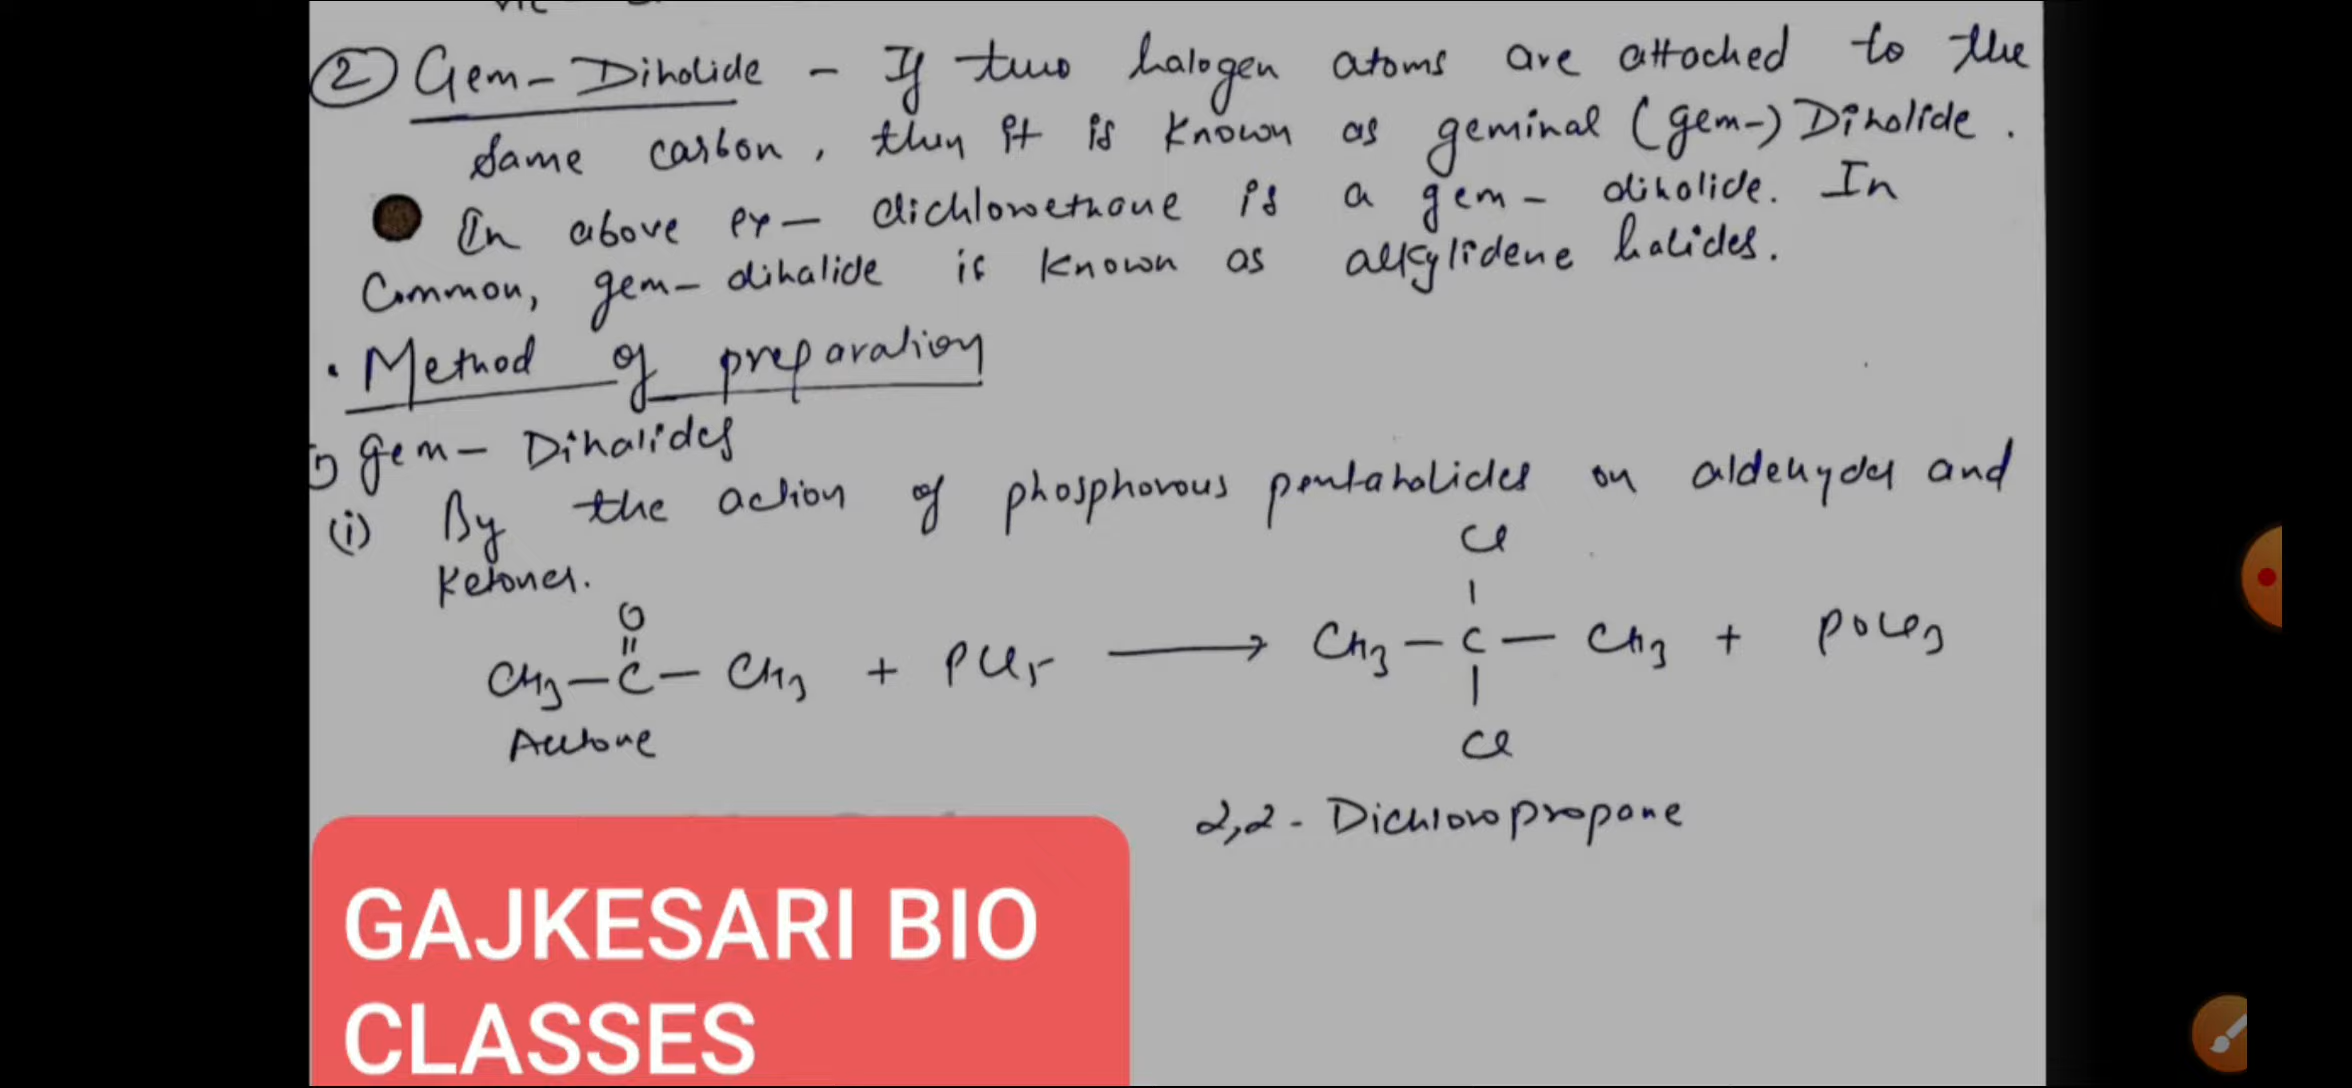 ② Gem-Dihalide - If two halogen atoms are attached to the
same carbon, then it is known as geminal (gem-) Dihalide.
In above ex- dichloroethane is a gem- dihalide. In
Common, gem- dihalide is known as alkylidene halides.
· Method of preparation
gem- Dihalides
(i) By the action of phosphorous pentahalides on aldehydes and
Ketones.
Cl
O
CH3-C-CH3 + PCl5 → CH3-C-CH3 + POCl3
Acetone
Cl
2,2-Dichloropropane
GAJKESARI BIO
CLASSES